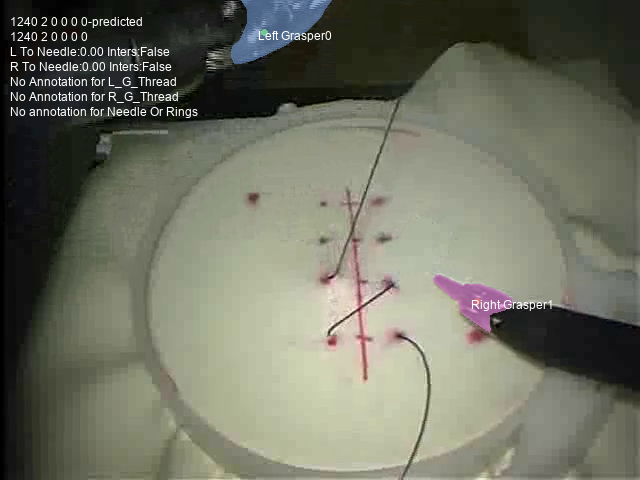 1240 2 0 0 0 0-predicted
1240 2 0 0 0 0
L To Needle:0.00 Inters:False
R To Needle:0.00 Inters:False
No Annotation for L_G_Thread
No Annotation for R_G_Thread
No annotation for Needle Or Rings
Left Grasper0
Right Grasper1